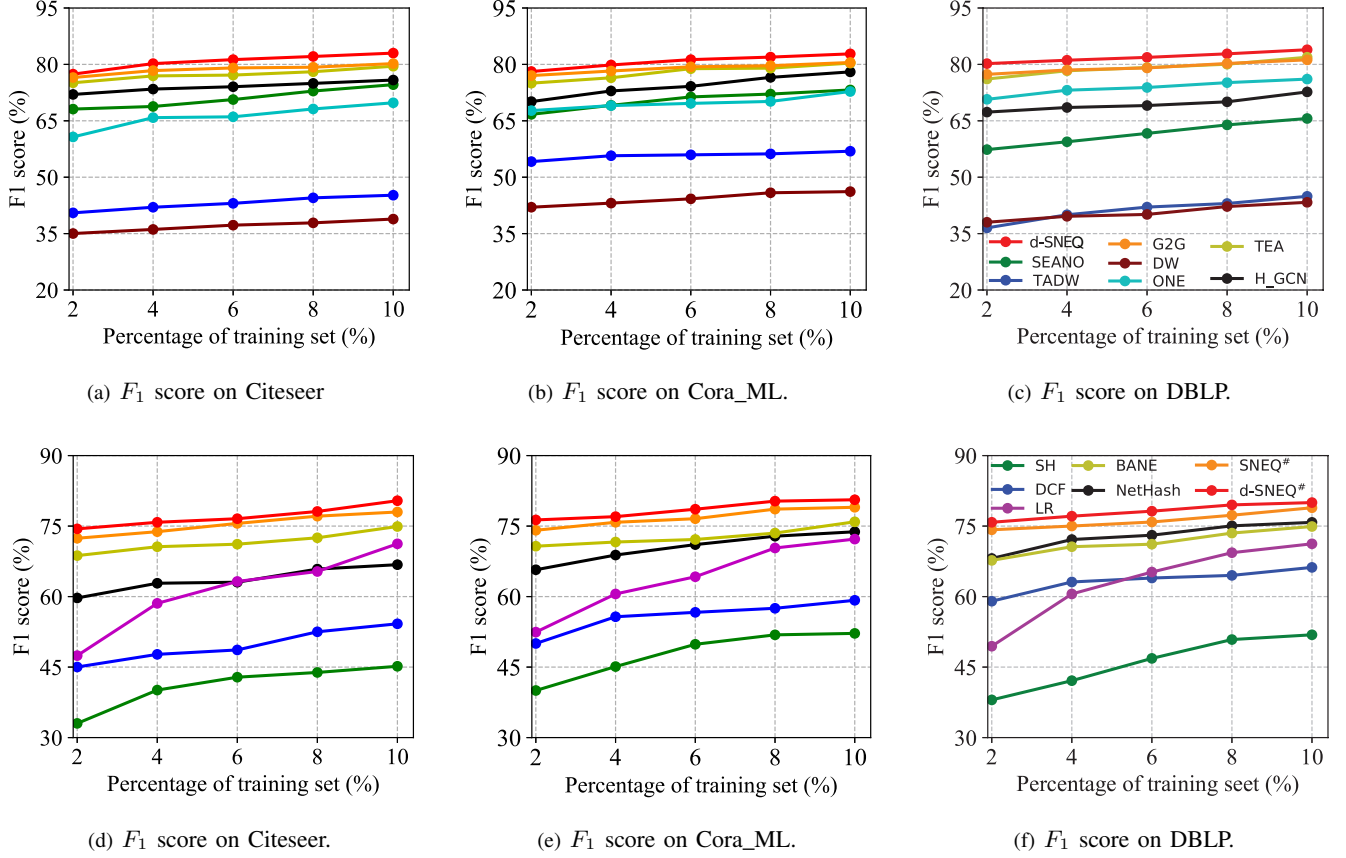 95
80
65
50
35
20
F1 score (%)
2 4 6 8 10
Percentage of training set (%)
(a) F1 score on Citeseer
95
80
65
50
35
20
F1 score (%)
2 4 6 8 10
Percentage of training set (%)
(b) F1 score on Cora_ML.
95
80
65
50
35
20
F1 score (%)
d-SNEQ G2G TEA
SEANO DW
TADW ONE H_GCN
2 4 6 8 10
Percentage of training set (%)
(c) F1 score on DBLP.
90
75
60
45
30
F1 score (%)
2 4 6 8 10
Percentage of training set (%)
(d) F1 score on Citeseer.
90
75
60
45
30
F1 score (%)
2 4 6 8 10
Percentage of training set (%)
(e) F1 score on Cora_ML.
90
75
60
45
30
F1 score (%)
SH BANE SNEQ#
DCF NetHash d-SNEQ#
LR
2 4 6 8 10
Percentage of training seet (%)
(f) F1 score on DBLP.